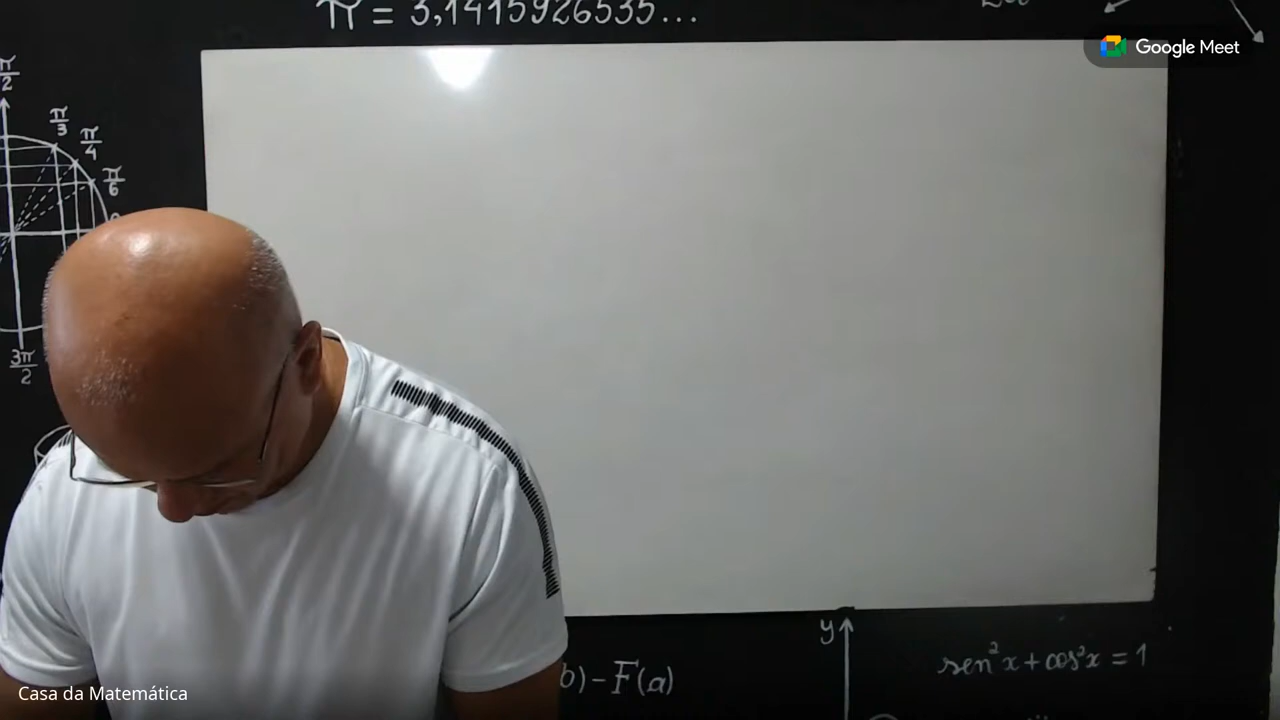 π = 3,1415926535...
Google Meet
π/2
π/3
π/4
π/6
3π/2
y
b) - F(a)
sen²x + cos²x = 1
Casa da Matemática